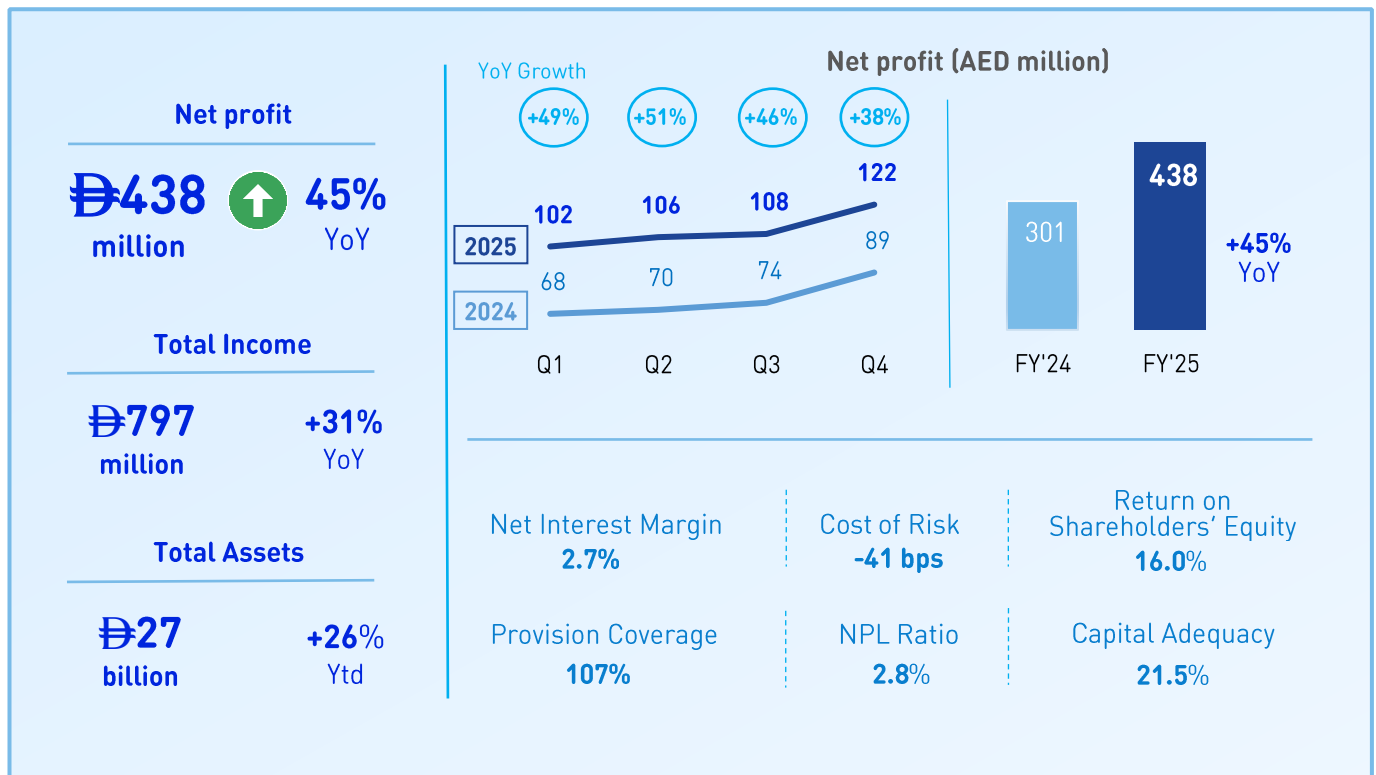 Net profit
438
million
45%
YoY
Total Income
797
million
+31%
YoY
Total Assets
27
billion
+26%
Ytd
Net profit (AED million)
YoY Growth
+49%
+51%
+46%
+38%
2025
102
106
108
122
2024
68
70
74
89
Q1
Q2
Q3
Q4
301
438
+45%
YoY
FY'24
FY'25
Net Interest Margin
2.7%
Cost of Risk
-41 bps
Return on
Shareholders' Equity
16.0%
Provision Coverage
107%
NPL Ratio
2.8%
Capital Adequacy
21.5%